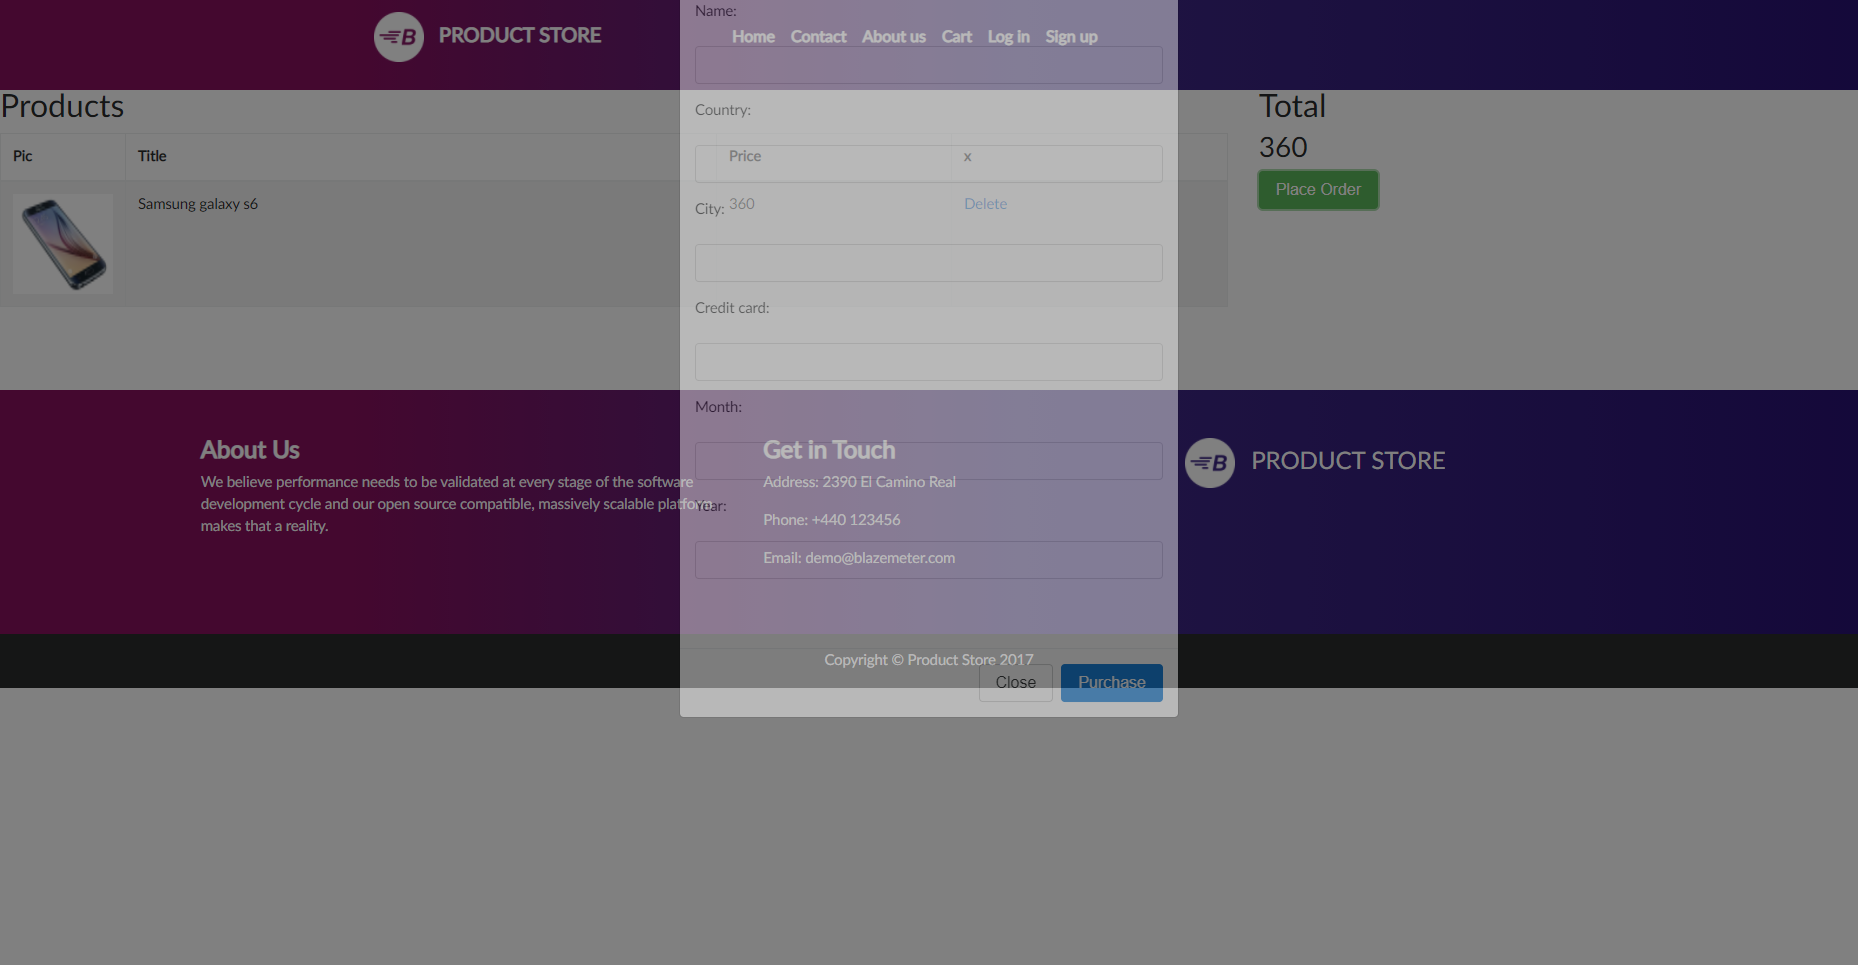 PRODUCT STORE
Home Contact About us Cart Log in Sign up
Name:
Country:
City:
Credit card:
Month:
Year:
Close Purchase
Products
Pic Title Price x
Samsung galaxy s6 360 Delete
Total
360
Place Order
About Us
We believe performance needs to be validated at every stage of the software
development cycle and our open source compatible, massively scalable platform
makes that a reality.
Get in Touch
Address: 2390 El Camino Real
Phone: +440 123456
Email: demo@blazemeter.com
B PRODUCT STORE
Copyright © Product Store 2017